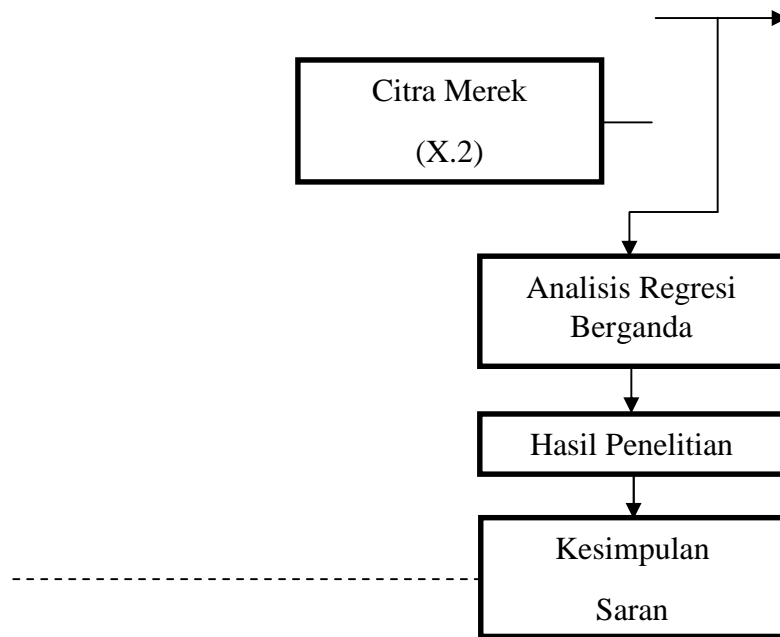 Citra Merek
(X.2)
Analisis Regresi
Berganda
Hasil Penelitian
Kesimpulan
Saran